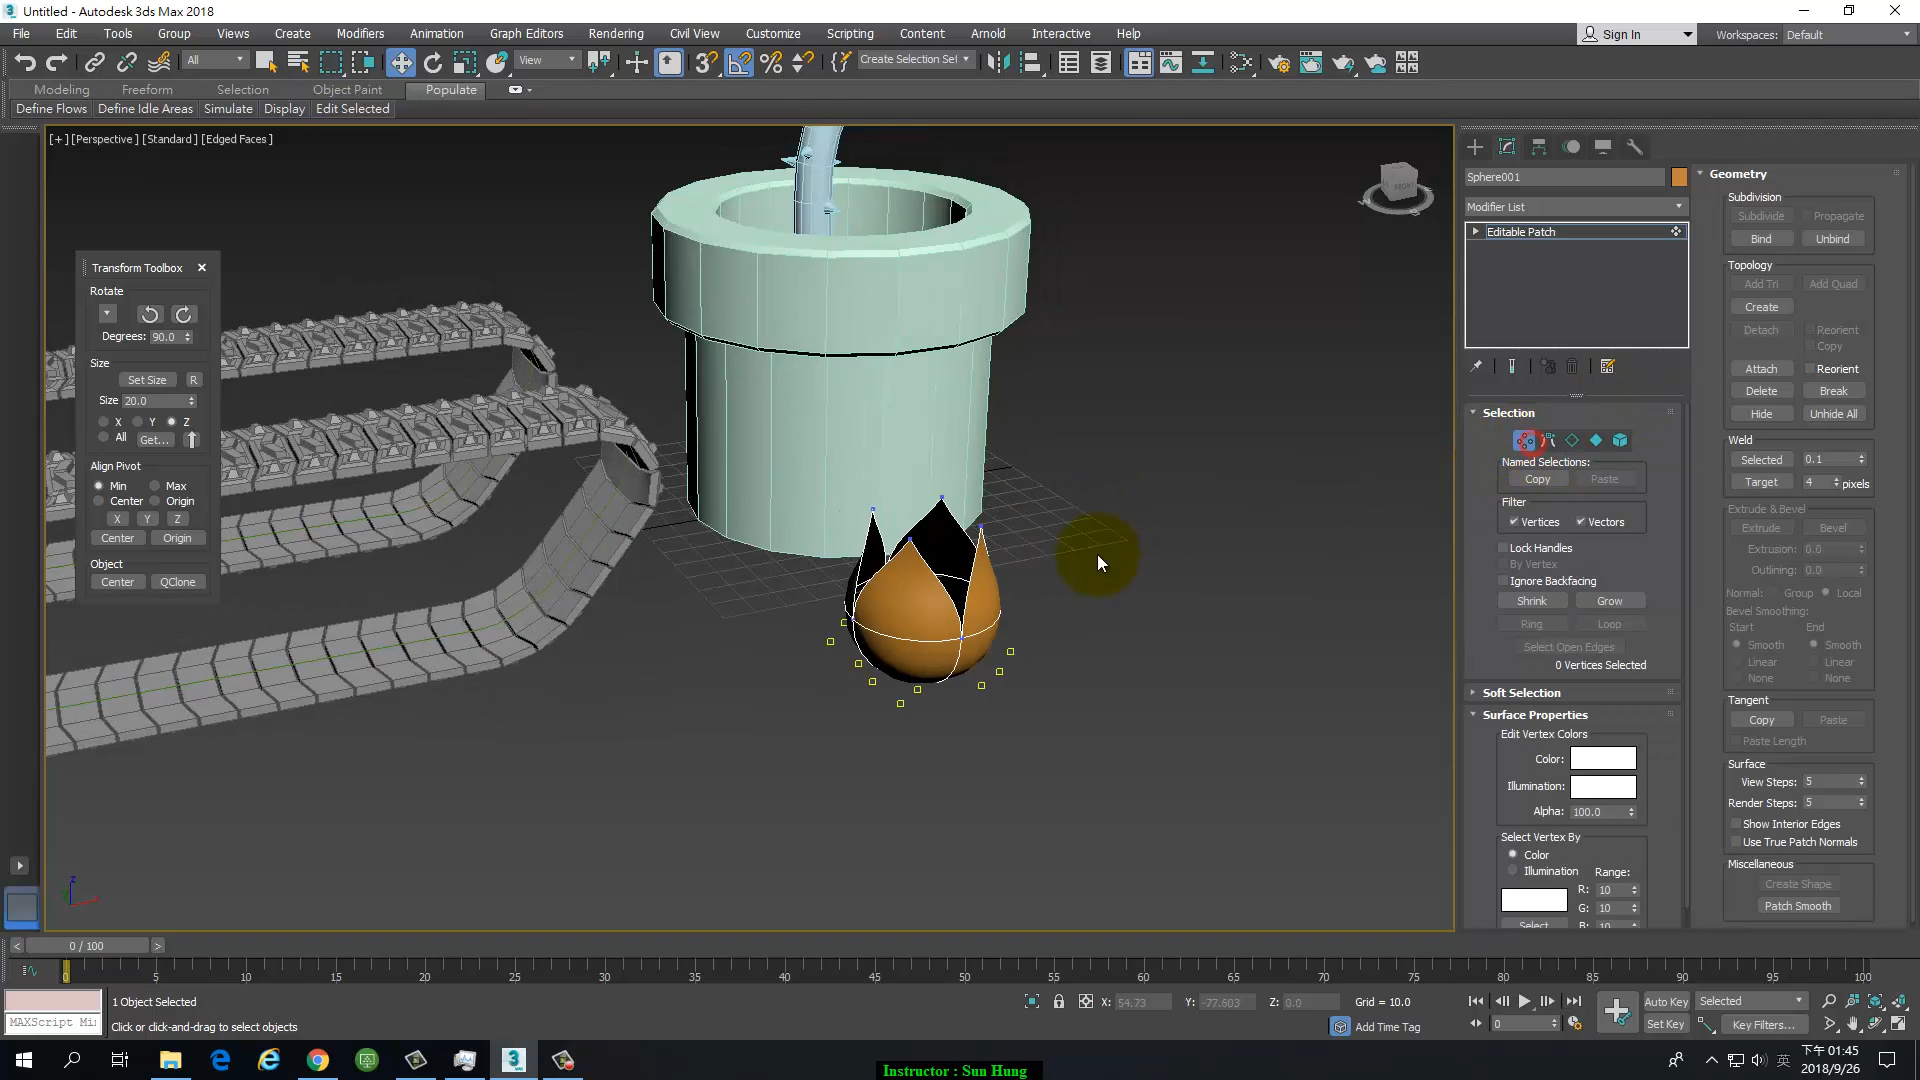 Untitled - Autodesk 3ds Max 2018
File Edit Tools Group Views Create Modifiers Animation Graph Editors Rendering Civil View Customize Scripting Content Arnold Interactive Help
Sign In Workspaces: Default
All View Create Selection Set
Modeling Freeform Selection Object Paint Populate
Define Flows Define Idle Areas Simulate Display Edit Selected
[+] [Perspective] [Standard] [Edged Faces]
FRONT
Transform Toolbox
Rotate
Degrees: 90.0
Size
Set Size R
Size 20.0
X Y Z
All Get...
Align Pivot
Min Max
Center Origin
X Y Z
Center Origin
Object
Center QClone
Sphere001
Modifier List
Editable Patch
Selection
Named Selections:
Copy Paste
Filter
Vertices Vectors
Lock Handles
By Vertex
Ignore Backfacing
Shrink Grow
Ring Loop
Select Open Edges
0 Vertices Selected
Soft Selection
Surface Properties
Edit Vertex Colors
Color:
Illumination:
Alpha: 100.0
Select Vertex By
Color
Illumination Range:
R: 10
G: 10
Select B: 10
Geometry
Subdivision
Subdivide Propagate
Bind Unbind
Topology
Add Tri Add Quad
Create
Detach Reorient
Copy
Attach Reorient
Delete Break
Hide Unhide All
Weld
Selected 0.1
Target 4 pixels
Extrude & Bevel
Extrude Bevel
Extrusion: 0.0
Outlining: 0.0
Normal: Group Local
Bevel Smoothing:
Start End
Smooth Smooth
Linear Linear
None None
Tangent
Copy Paste
Paste Length
Surface
View Steps: 5
Render Steps: 5
Show Interior Edges
Use True Patch Normals
Miscellaneous
Create Shape
Patch Smooth
z
< 0 / 100 >
0 5 10 15 20 25 30 35 40 45 50 55 60 65 70 75 80 85 90 95 100
1 Object Selected X: 54.73 Y: -77.603 Z: 0.0 Grid = 10.0 Auto Key Selected
MAXScript Mi Click or click-and-drag to select objects Add Time Tag 0 Set Key Key Filters...
Instructor : Sun Hung
英
下午 01:45
2018/9/26